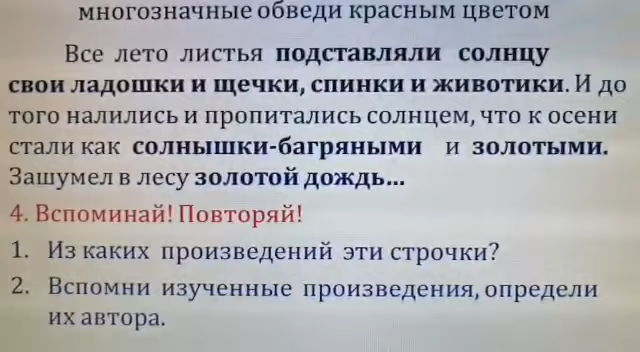 многозначные обведи красным цветом
Все лето листья подставляли солнцу
свои ладошки и щечки, спинки и животики. И до
того налились и пропитались солнцем, что к осени
стали как солнышки-багряными и золотыми.
Зашумел в лесу золотой дождь...
4. Вспоминай! Повторяй!
1. Из каких произведений эти строчки?
2. Вспомни изученные произведения, определи
их автора.